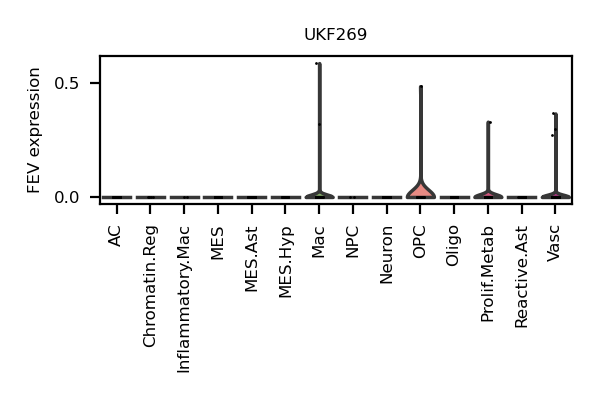 UKF269
FEV expression
0.5
0.0
AC
Chromatin.Reg
Inflammatory.Mac
MES
MES.Ast
MES.Hyp
Mac
NPC
Neuron
OPC
Oligo
Prolif.Metab
Reactive.Ast
Vasc